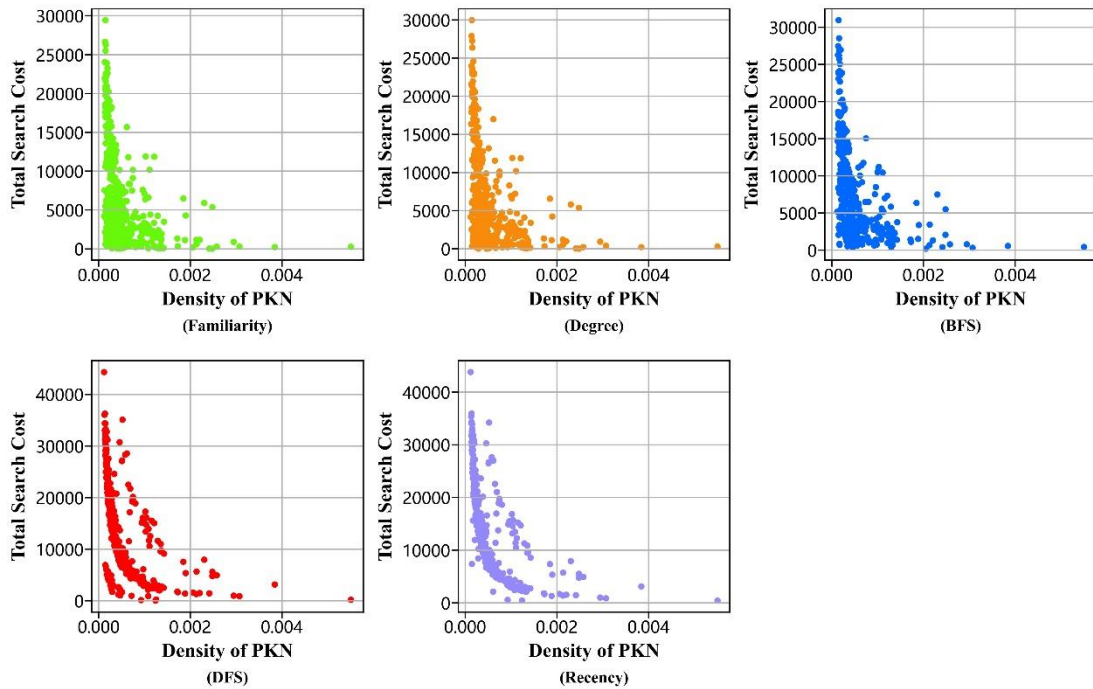 Total Search Cost
30000
25000
20000
15000
10000
5000
0
0.000 0.002 0.004
Density of PKN
(Familiarity)
Total Search Cost
30000
25000
20000
15000
10000
5000
0
0.000 0.002 0.004
Density of PKN
(Degree)
Total Search Cost
30000
25000
20000
15000
10000
5000
0
0.000 0.002 0.004
Density of PKN
(BFS)
Total Search Cost
40000
30000
20000
10000
0
0.000 0.002 0.004
Density of PKN
(DFS)
Total Search Cost
40000
30000
20000
10000
0
0.000 0.002 0.004
Density of PKN
(Recency)